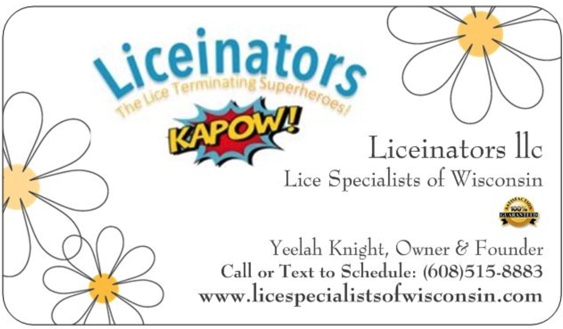 Liceinators
The Lice Terminating Superheroes!
KAPOW!
Liceinators llc
Lice Specialists of Wisconsin
SATISFACTION
100%
GUARANTEED
Yeelah Knight, Owner & Founder
Call or Text to Schedule: (608)515-8883
www.licespecialistsofwisconsin.com